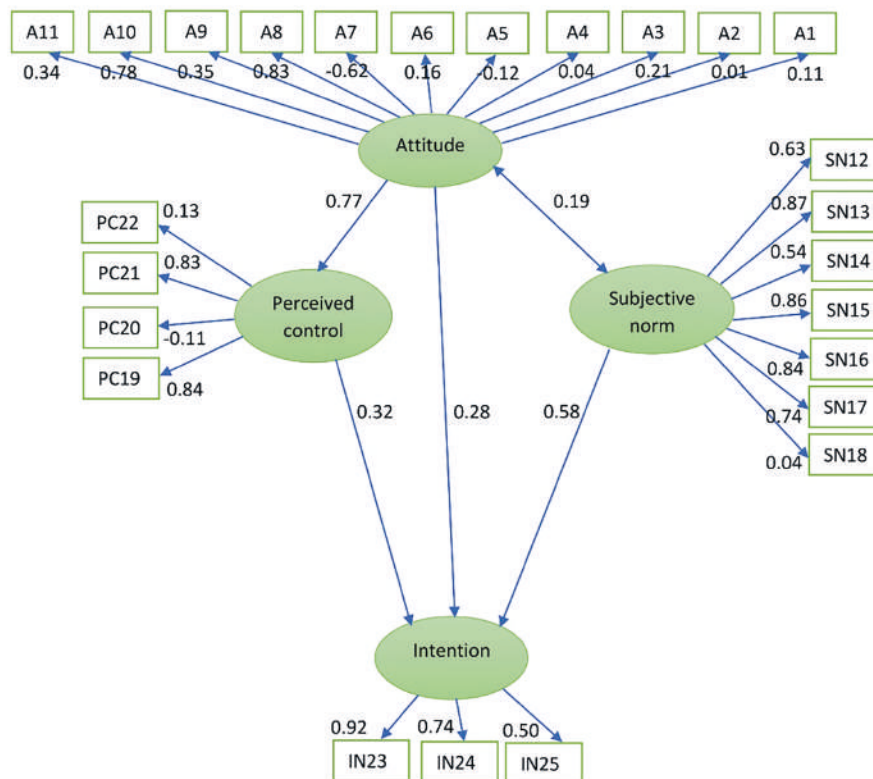 A11 A10 A9 A8 A7 A6 A5 A4 A3 A2 A1
0.34 0.78 0.35 0.83 -0.62 0.16 -0.12 0.04 0.21 0.01 0.11
Attitude
0.77
0.19
0.63 SN12
0.87 SN13
0.54 SN14
0.86 SN15
SN16
0.84
SN17
0.74
SN18
0.04
0.13
PC22
0.83
PC21
PC20
-0.11
PC19
0.84
Perceived
control
Subjective
norm
0.32
0.28
0.58
Intention
0.92 0.74 0.50
IN23 IN24 IN25